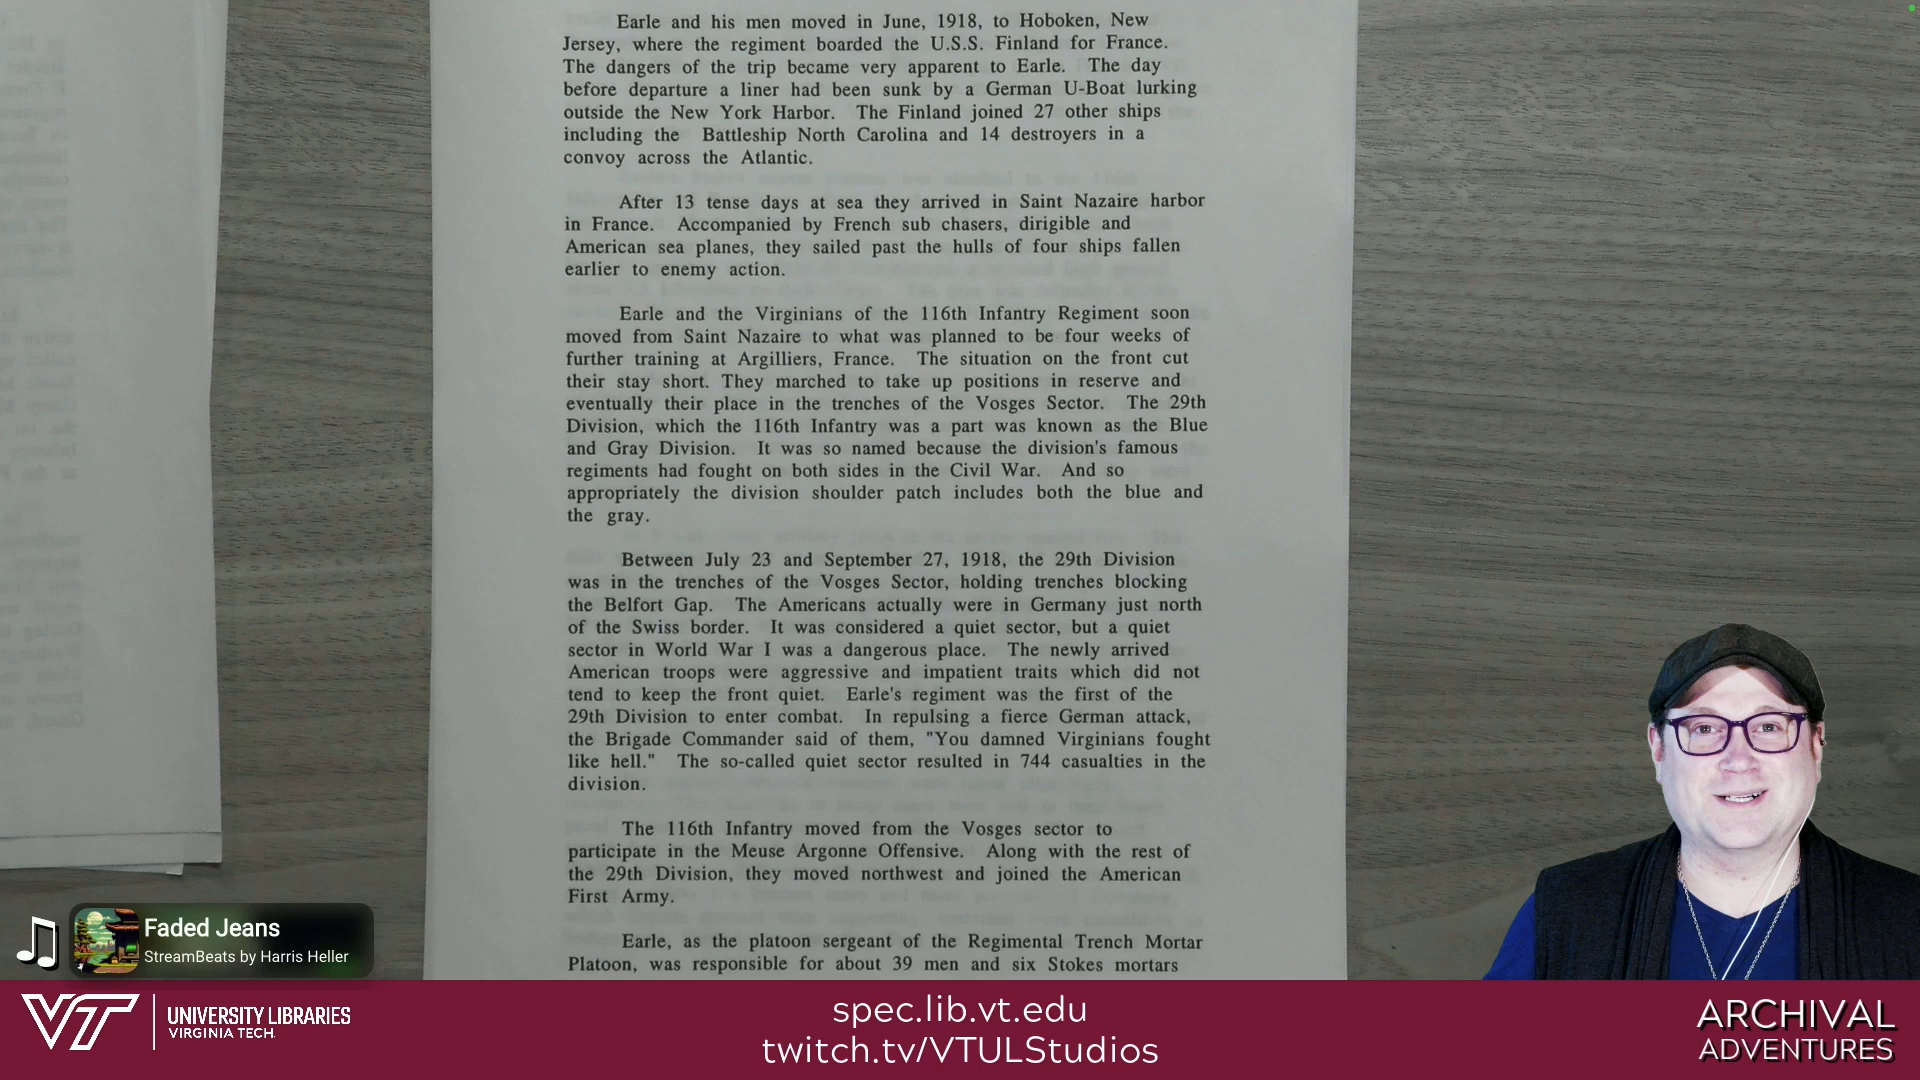 Earle and his men moved in June, 1918, to Hoboken, New
Jersey, where the regiment boarded the U.S.S. Finland for France.
The dangers of the trip became very apparent to Earle. The day
before departure a liner had been sunk by a German U-Boat lurking
outside the New York Harbor. The Finland joined 27 other ships
including the Battleship North Carolina and 14 destroyers in a
convoy across the Atlantic.
After 13 tense days at sea they arrived in Saint Nazaire harbor
in France. Accompanied by French sub chasers, dirigible and
American sea planes, they sailed past the hulls of four ships fallen
earlier to enemy action.
Earle and the Virginians of the 116th Infantry Regiment soon
moved from Saint Nazaire to what was planned to be four weeks of
further training at Argilliers, France. The situation on the front cut
their stay short. They marched to take up positions in reserve and
eventually their place in the trenches of the Vosges Sector. The 29th
Division, which the 116th Infantry was a part was known as the Blue
and Gray Division. It was so named because the division's famous
regiments had fought on both sides in the Civil War. And so
appropriately the division shoulder patch includes both the blue and
the gray.
Between July 23 and September 27, 1918, the 29th Division
was in the trenches of the Vosges Sector, holding trenches blocking
the Belfort Gap. The Americans actually were in Germany just north
of the Swiss border. It was considered a quiet sector, but a quiet
sector in World War I was a dangerous place. The newly arrived
American troops were aggressive and impatient traits which did not
tend to keep the front quiet. Earle's regiment was the first of the
29th Division to enter combat. In repulsing a fierce German attack,
the Brigade Commander said of them, "You damned Virginians fought
like hell." The so-called quiet sector resulted in 744 casualties in the
division.
The 116th Infantry moved from the Vosges sector to
participate in the Meuse Argonne Offensive. Along with the rest of
the 29th Division, they moved northwest and joined the American
First Army.
Earle, as the platoon sergeant of the Regimental Trench Mortar
Platoon, was responsible for about 39 men and six Stokes mortars
Faded Jeans
StreamBeats by Harris Heller
VT
UNIVERSITY LIBRARIES
VIRGINIA TECH
spec.lib.vt.edu
twitch.tv/VTULStudios
ARCHIVAL
ADVENTURES